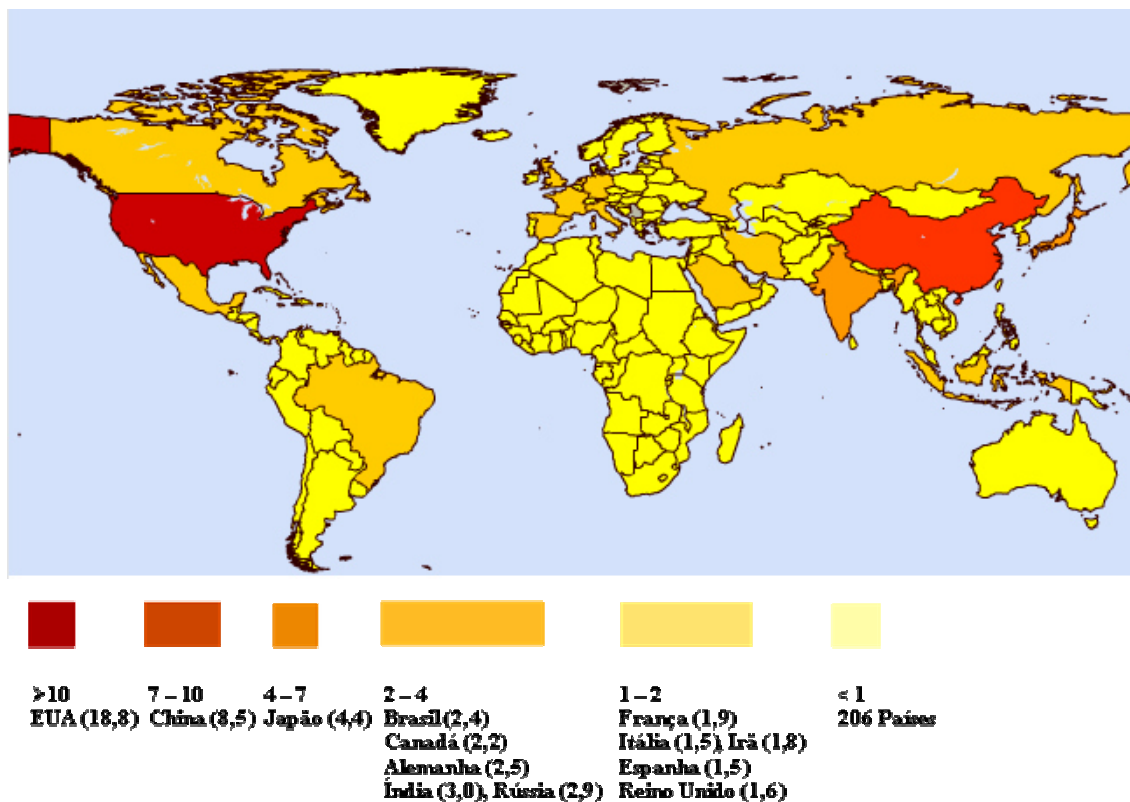 >10
EUA (18,8)
7 – 10
China (8,5)
4 – 7
Japão (4,4)
2 – 4
Brasil(2,4)
Canadá (2,2)
Alemanha (2,5)
Índia (3,0), Rússia (2,9)
1 – 2
França (1,9)
Itália (1,5), Irã (1,8)
Espanha (1,5)
Reino Unido (1,6)
< 1
206 Países